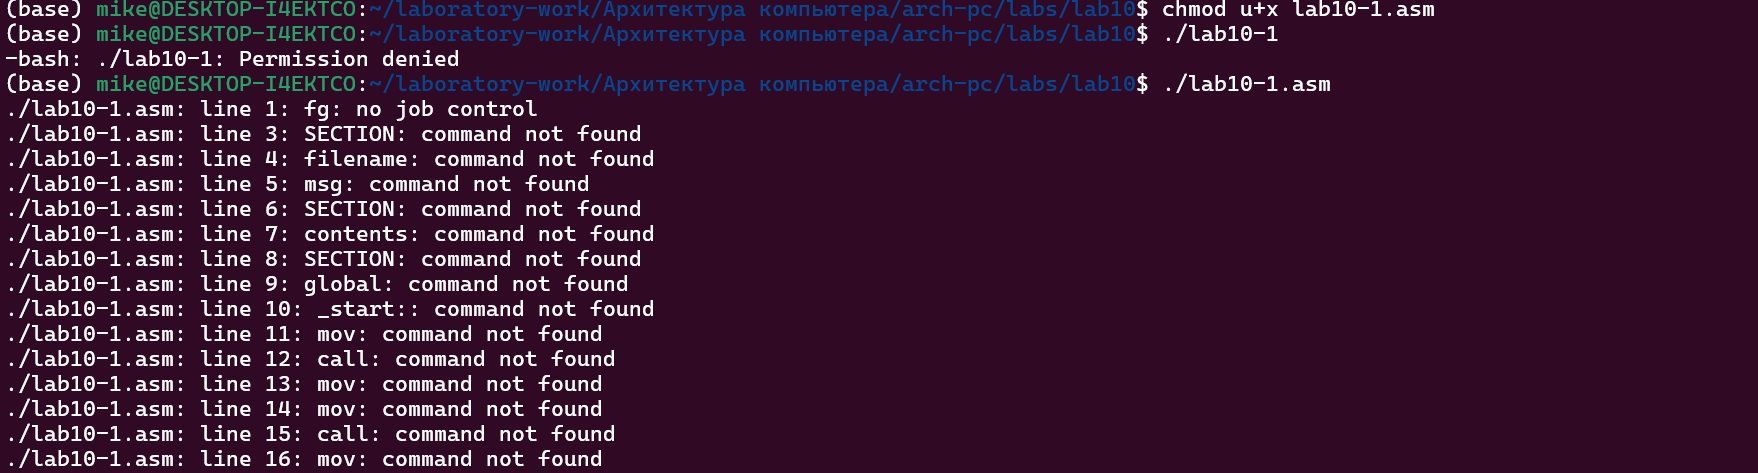 (base) mike@DESKTOP-I4EKTCO:~/laboratory-work/Архитектура компьютера/arch-pc/labs/lab10$ chmod u+x lab10-1.asm
(base) mike@DESKTOP-I4EKTCO:~/laboratory-work/Архитектура компьютера/arch-pc/labs/lab10$ ./lab10-1
-bash: ./lab10-1: Permission denied
(base) mike@DESKTOP-I4EKTCO:~/laboratory-work/Архитектура компьютера/arch-pc/labs/lab10$ ./lab10-1.asm
./lab10-1.asm: line 1: fg: no job control
./lab10-1.asm: line 3: SECTION: command not found
./lab10-1.asm: line 4: filename: command not found
./lab10-1.asm: line 5: msg: command not found
./lab10-1.asm: line 6: SECTION: command not found
./lab10-1.asm: line 7: contents: command not found
./lab10-1.asm: line 8: SECTION: command not found
./lab10-1.asm: line 9: global: command not found
./lab10-1.asm: line 10: _start:: command not found
./lab10-1.asm: line 11: mov: command not found
./lab10-1.asm: line 12: call: command not found
./lab10-1.asm: line 13: mov: command not found
./lab10-1.asm: line 14: mov: command not found
./lab10-1.asm: line 15: call: command not found
./lab10-1.asm: line 16: mov: command not found